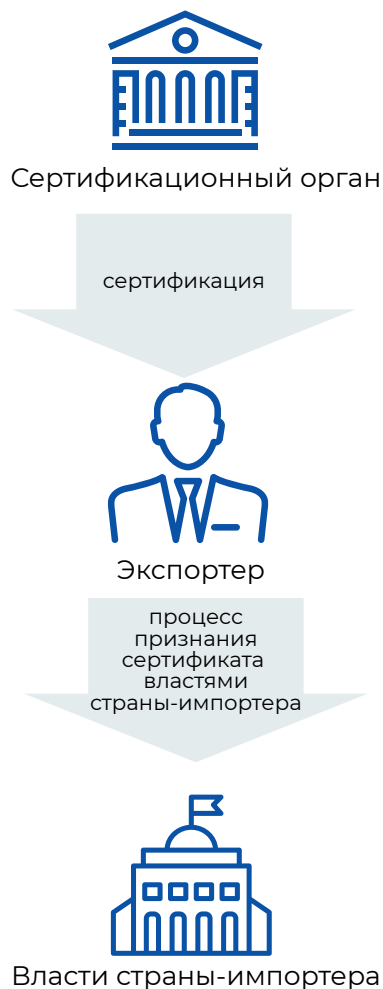 Сертификационный орган
сертификация
Экспортер
процесс
признания
сертификата
властями
страны-импортера
Власти страны-импортера